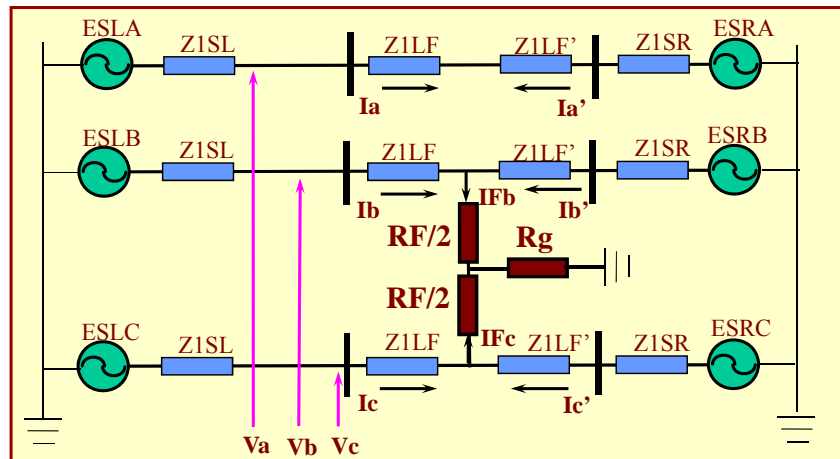 ESLA ESRA
Z1SL Z1LF Z1LF’ Z1SR
Ia Ia’
ESLB ESRB
Z1SL Z1LF Z1LF’ Z1SR
Ib IFb Ib’
RF/2 Rg
RF/2
IFc
ESLC ESRC
Z1SL Z1LF Z1LF’ Z1SR
Ic Ic’
Va Vb Vc